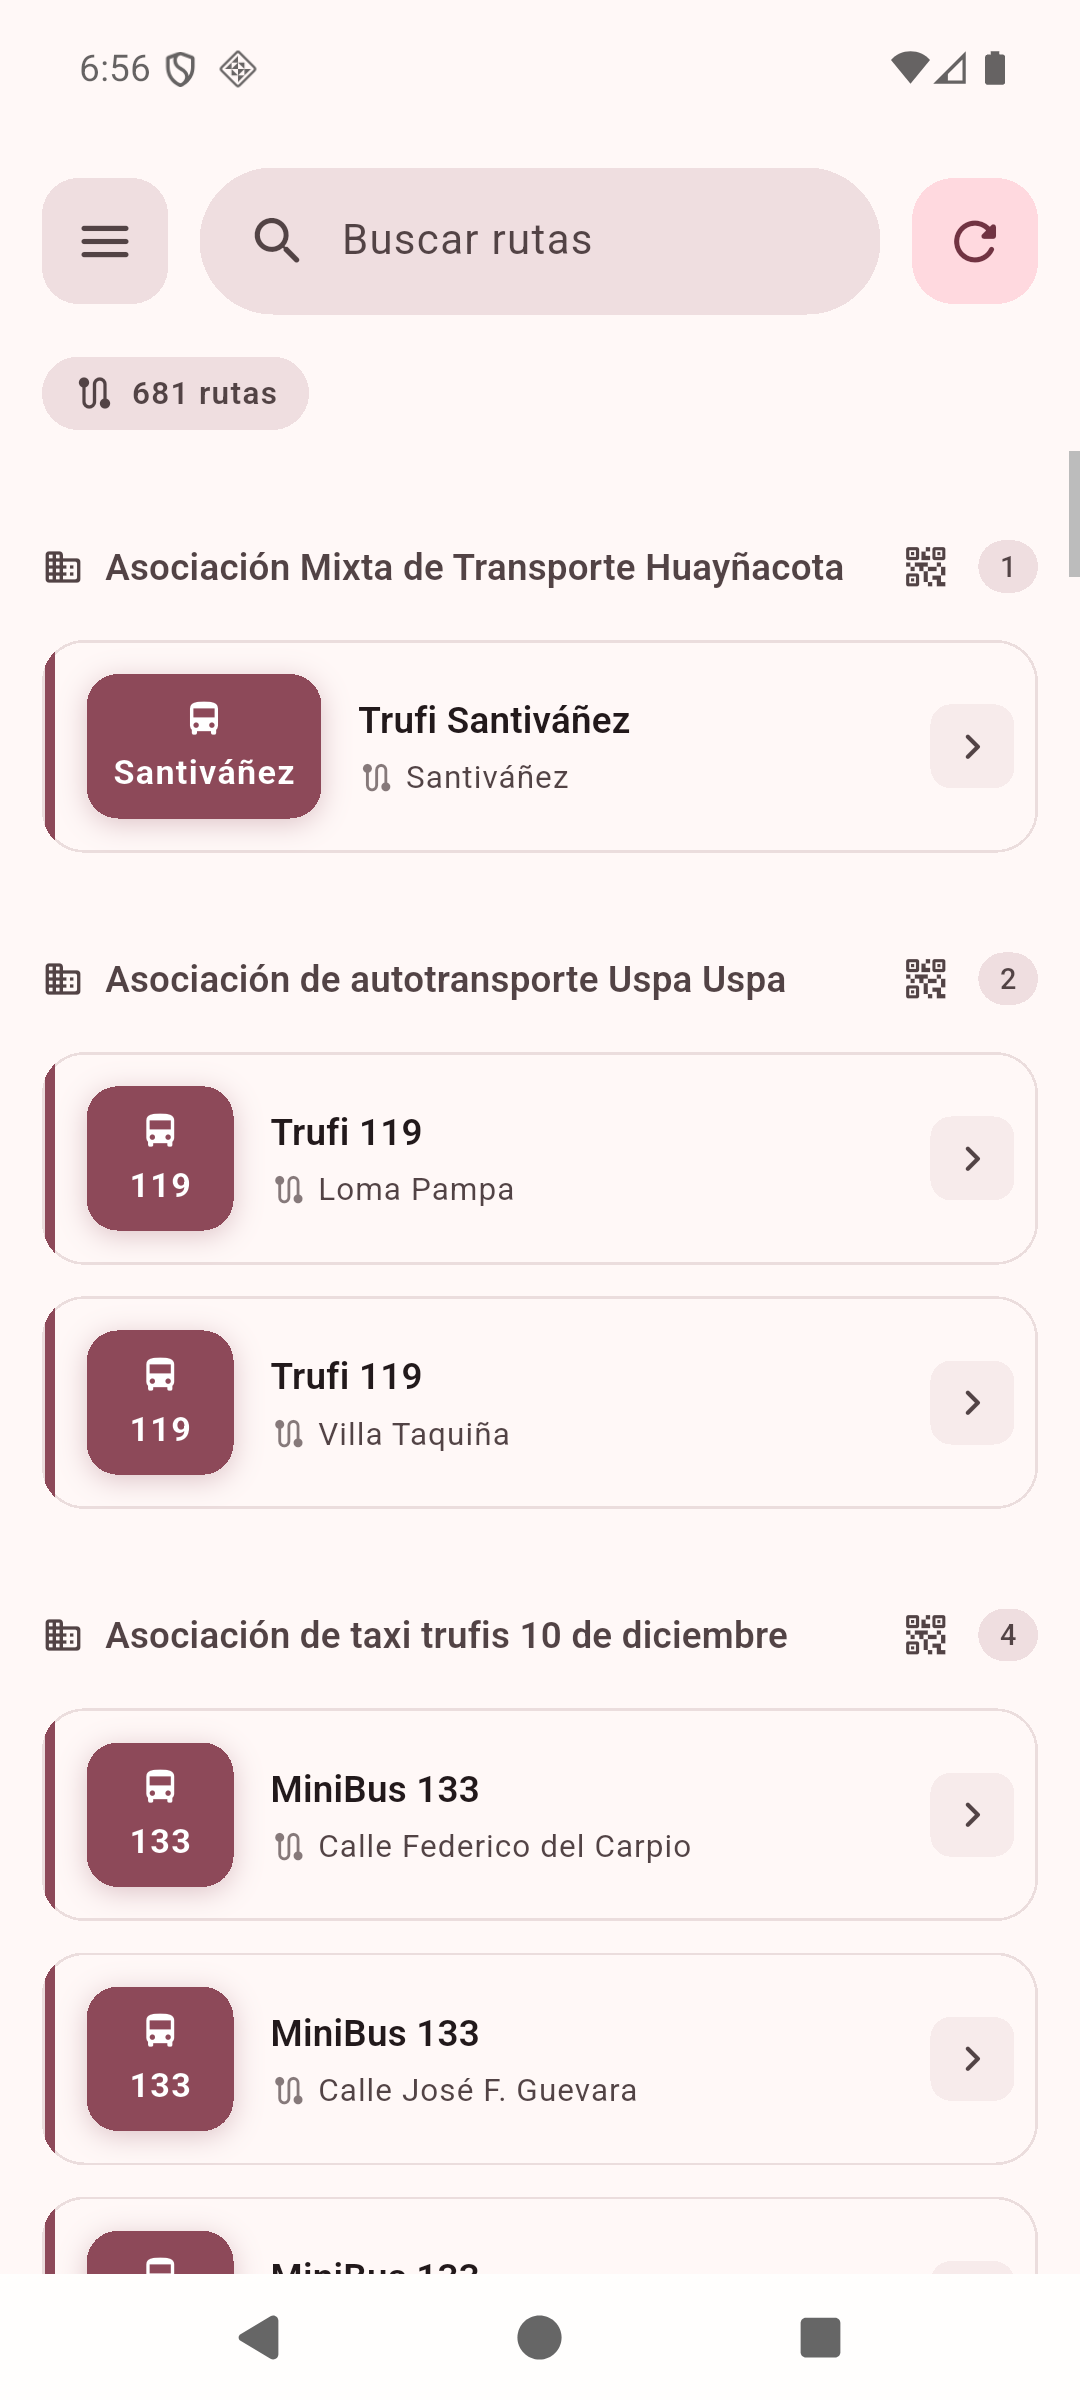 6:56
Buscar rutas
681 rutas
Asociación Mixta de Transporte Huayñacota
1
Santiváñez
Trufi Santiváñez
Santiváñez
Asociación de autotransporte Uspa Uspa
2
119
Trufi 119
Loma Pampa
119
Trufi 119
Villa Taquiña
Asociación de taxi trufis 10 de diciembre
4
133
MiniBus 133
Calle Federico del Carpio
133
MiniBus 133
Calle José F. Guevara
MiniBus 133